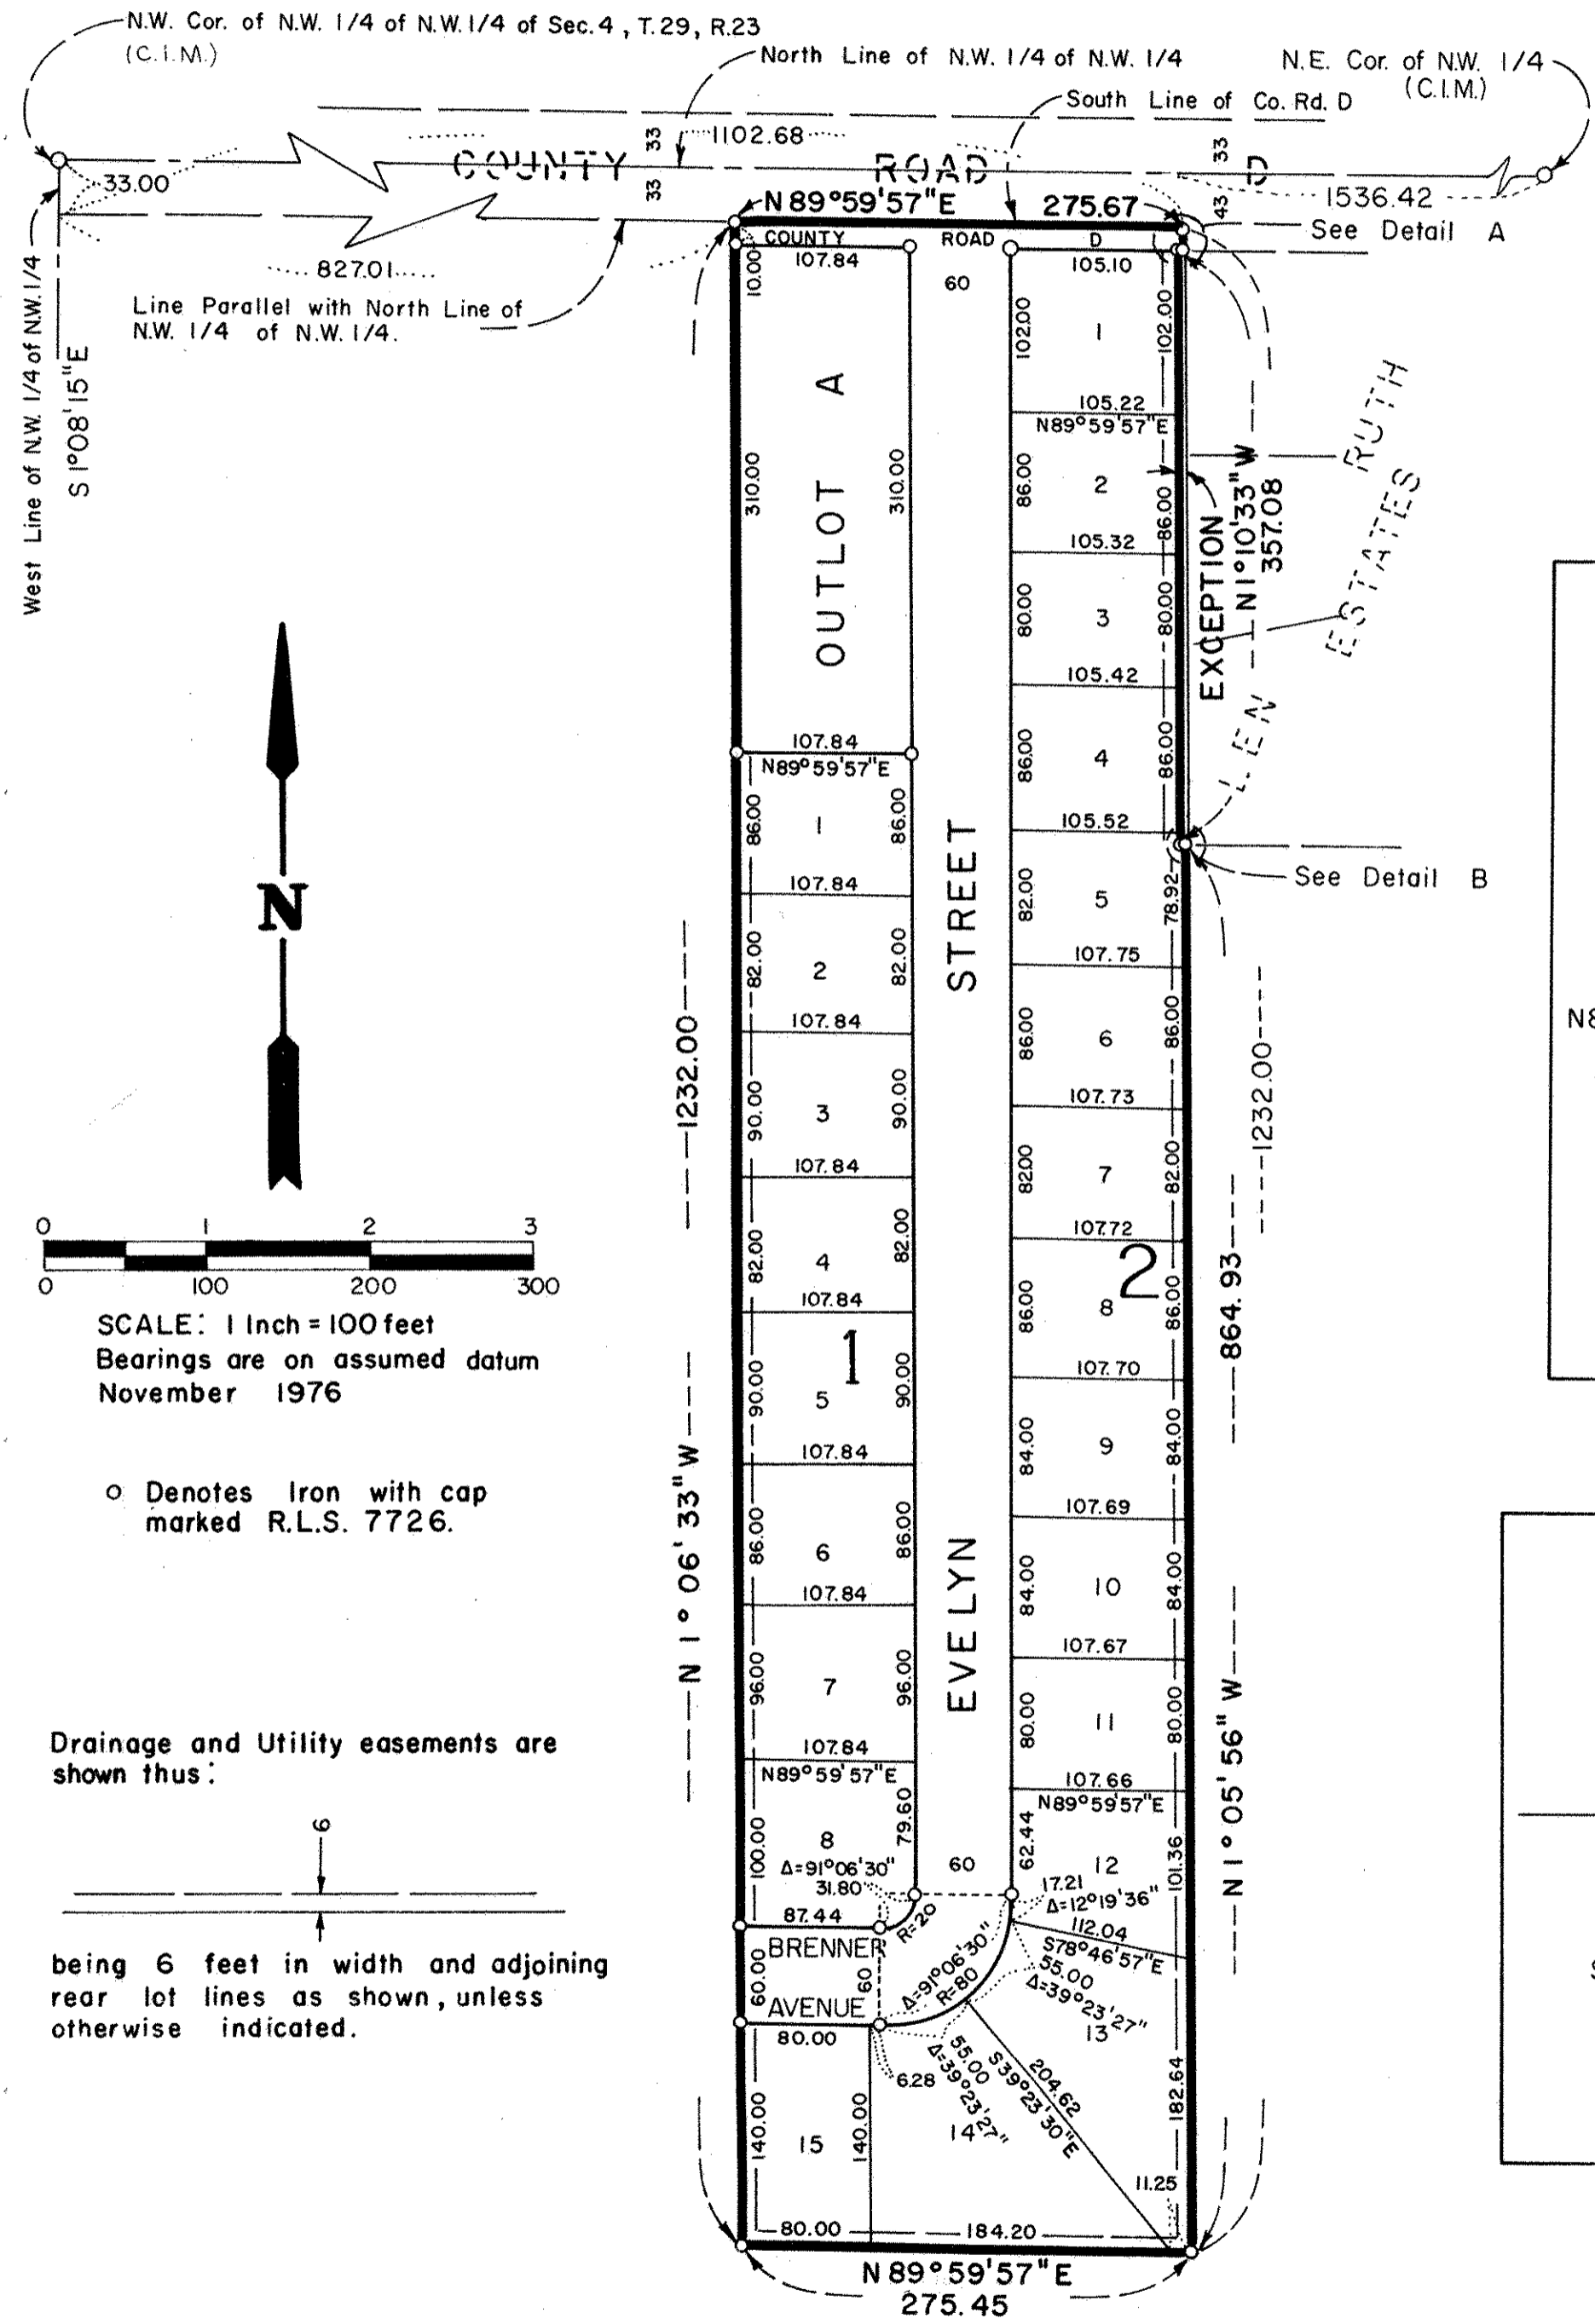 N.W. Cor. of N.W. 1/4 of N.W. 1/4 of Sec. 4, T. 29, R.23
(C.I.M.)
North Line of N.W. 1/4 of N.W. 1/4
N.E. Cor. of N.W. 1/4
(C.I.M.)
South Line of Co. Rd. D
1102.68
33
33
33
43
COUNTY ROAD D
33.00
1536.42
N 89°59'57"E 275.67
See Detail A
COUNTY ROAD D
827.01
Line Parallel with North Line of
N.W. 1/4 of N.W. 1/4.
West Line of N.W. 1/4 of N.W. 1/4
S 1°08'15"E
10.00
107.84
60
105.10
OUTLOT A
310.00
310.00
102.00
1
102.00
105.22
N89°59'57"E
86.00
2
86.00
105.32
80.00
3
80.00
105.42
86.00
4
86.00
105.52
EXCEPTION
N1°10'33"W
357.08
LEN RUTH ESTATES
107.84
N89°59'57"E
86.00
1
86.00
107.84
82.00
2
82.00
107.84
90.00
3
90.00
107.84
82.00
4
82.00
107.84
1
90.00
5
90.00
107.84
86.00
6
86.00
107.84
96.00
7
96.00
107.84
N89°59'57"E
100.00
8
79.60
Δ=91°06'30"
31.80
87.44
R=20
EVELYN STREET
60
See Detail B
82.00
5
78.92
107.75
86.00
6
86.00
107.73
82.00
7
82.00
107.72
2
86.00
8
86.00
107.70
84.00
9
84.00
107.69
84.00
10
84.00
107.67
80.00
11
80.00
107.66
N89°59'57"E
62.44
12
101.36
17.21
Δ=12°19'36"
112.04
S78°46'57"E
55.00
Δ=39°23'27"
13
182.64
BRENNER
AVENUE
60.00
60
Δ=91°06'30"
R=80
80.00
6.28
55.00
Δ=39°23'27"
14
204.62
S39°23'30"E
140.00
15
140.00
11.25
80.00
184.20
N 89°59'57"E
275.45
1232.00
N 1°06'33"W
1232.00
864.93
N 1°05'56"W
N
0 1 2 3
0 100 200 300
SCALE: 1 Inch = 100 feet
Bearings are on assumed datum
November 1976
o Denotes Iron with cap
marked R.L.S. 7726.
Drainage and Utility easements are
shown thus:
6
being 6 feet in width and adjoining
rear lot lines as shown, unless
otherwise indicated.
N8